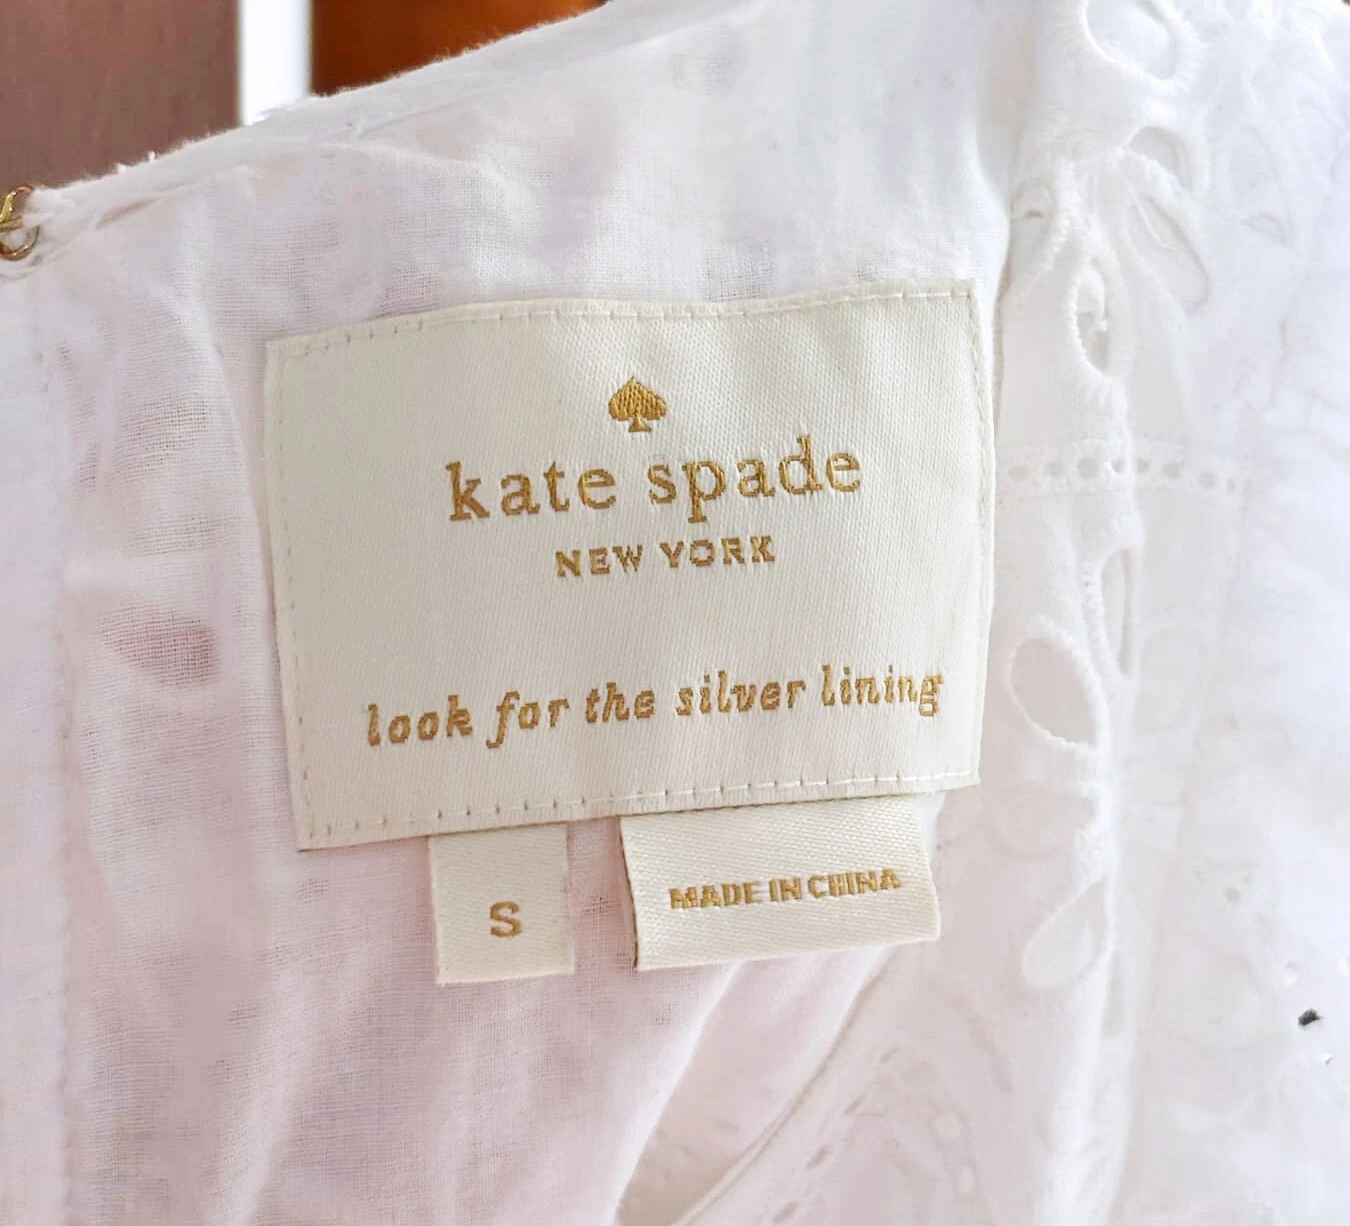 kate spade
NEW YORK
look for the silver lining
S
MADE IN CHINA